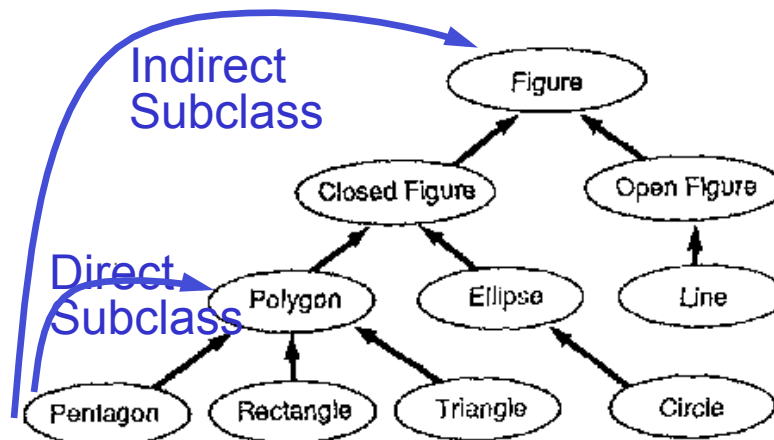 Indirect
Subclass
Figure
Closed Figure
Open Figure
Direct
Subclass
Polygon
Ellipse
Line
Pentagon
Rectangle
Triangle
Circle